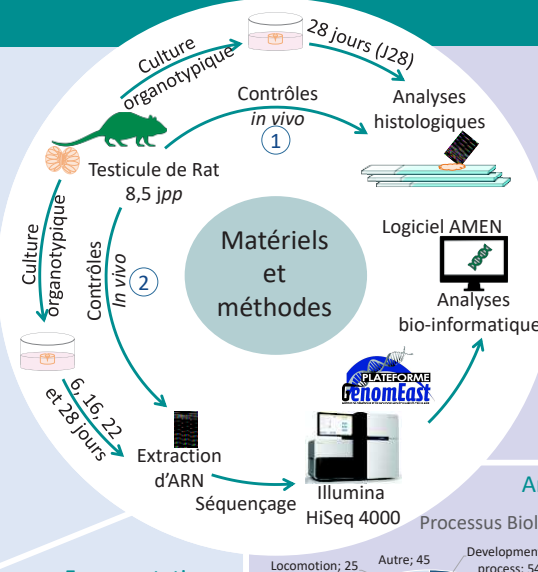 Culture
organotypique
28 jours (J28)
Contrôles
in vivo
1
Analyses
histologiques
Testicule de Rat
8,5 jpp
Culture
organotypique
Contrôles
In vivo
2
Matériels
et
méthodes
Logiciel AMEN
Analyses
bio-informatique
PLATEFORME
GenomEast
6, 16, 22
et 28 jours
Extraction
d'ARN
Séquençage
Illumina
HiSeq 4000
Processus Biol
Locomotion; 25
Autre; 45
Development
process; 54